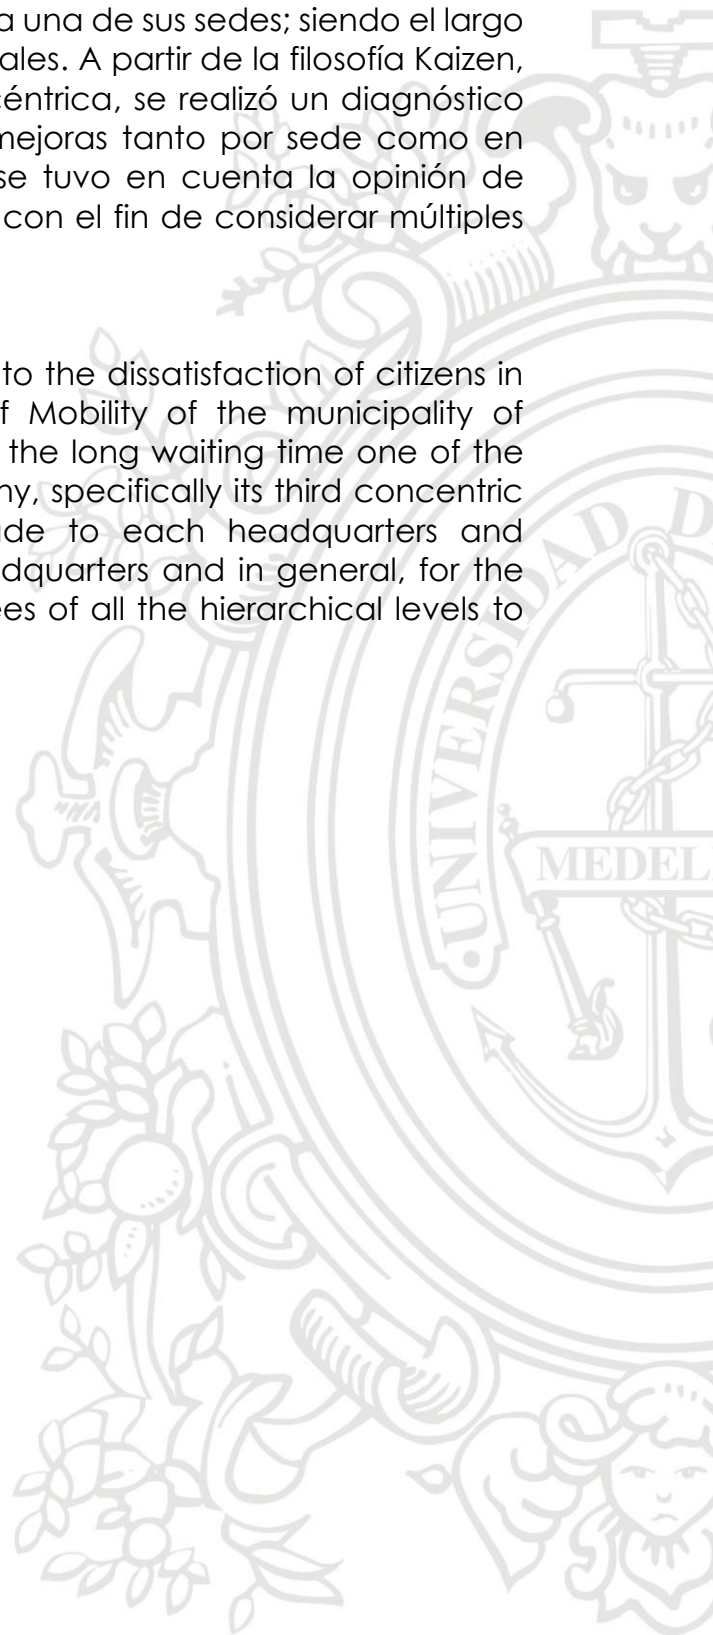 a una de sus sedes; siendo el largo
ales. A partir de la filosofía Kaizen,
céntrica, se realizó un diagnóstico
mejoras tanto por sede como en
se tuvo en cuenta la opinión de
con el fin de considerar múltiples
to the dissatisfaction of citizens in
f Mobility of the municipality of
the long waiting time one of the
ny, specifically its third concentric
de to each headquarters and
dquarters and in general, for the
es of all the hierarchical levels to
UNIVERSIDAD D
MEDEL